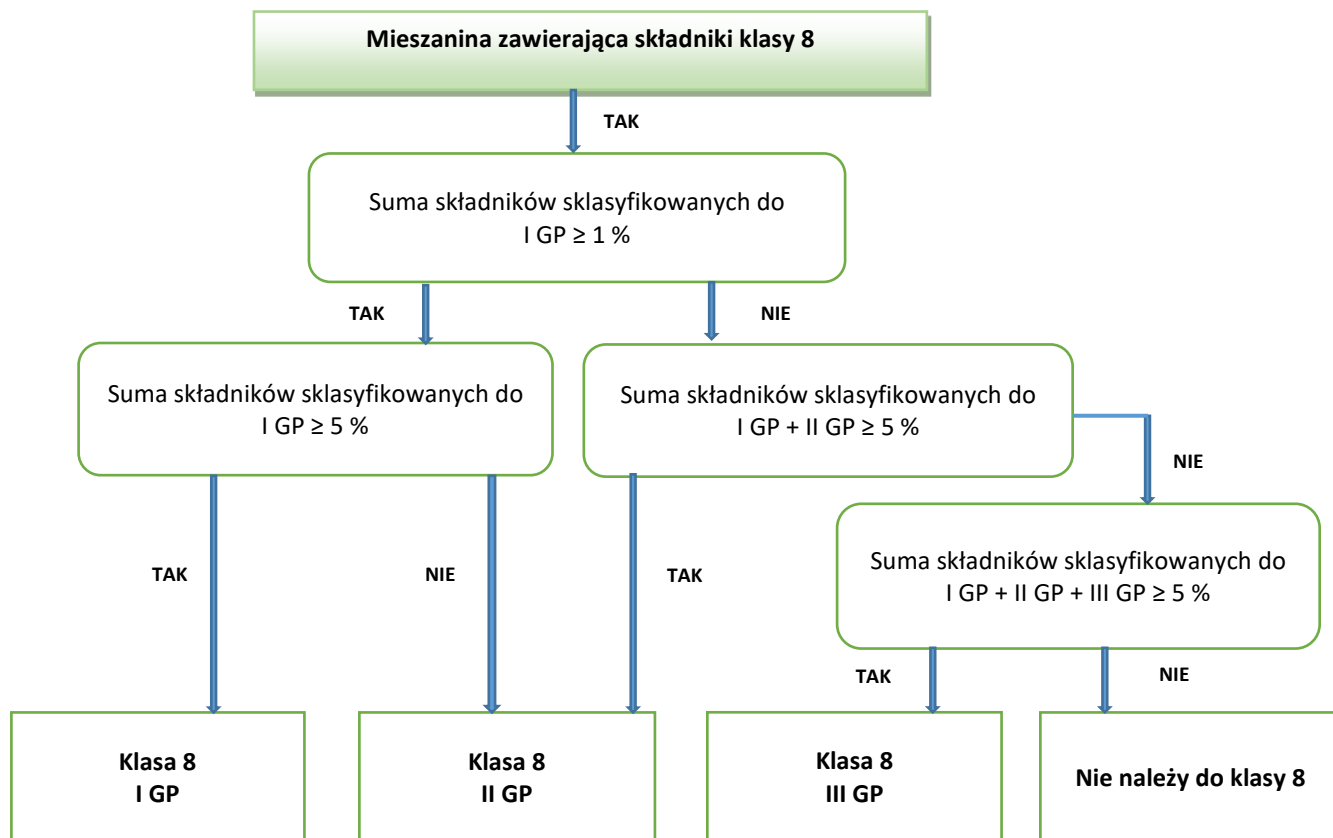 Mieszanina zawierająca składniki klasy 8
TAK
Suma składników sklasyfikowanych do
I GP ≥ 1 %
TAK
NIE
Suma składników sklasyfikowanych do
I GP ≥ 5 %
Suma składników sklasyfikowanych do
I GP + II GP ≥ 5 %
NIE
Suma składników sklasyfikowanych do
I GP + II GP + III GP ≥ 5 %
TAK
NIE
TAK
TAK
NIE
Klasa 8
I GP
Klasa 8
II GP
Klasa 8
III GP
Nie należy do klasy 8